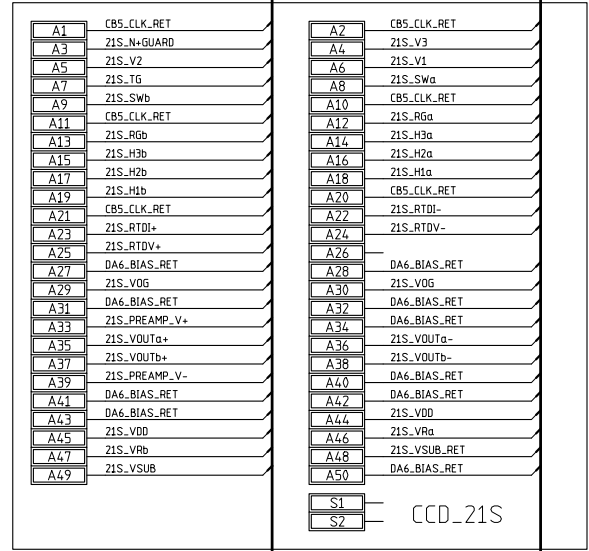 A1 CB5_CLK_RET A2 CB5_CLK_RET
A3 21S_N+GUARD A4 21S_V3
A5 21S_V2 A6 21S_V1
A7 21S_TG A8 21S_SWa
A9 21S_SWb A10 CB5_CLK_RET
A11 CB5_CLK_RET A12 21S_RGa
A13 21S_RGb A14 21S_H3a
A15 21S_H3b A16 21S_H2a
A17 21S_H2b A18 21S_H1a
A19 21S_H1b A20 CB5_CLK_RET
A21 CB5_CLK_RET A22 21S_RTDI-
A23 21S_RTDI+ A24 21S_RTDV-
A25 21S_RTDV+ A26
A27 DA6_BIAS_RET A28 DA6_BIAS_RET
A29 21S_VOG A30 21S_VOG
A31 DA6_BIAS_RET A32 DA6_BIAS_RET
A33 21S_PREAMP_V+ A34 DA6_BIAS_RET
A35 21S_VOUTa+ A36 21S_VOUTa-
A37 21S_VOUTb+ A38 21S_VOUTb-
A39 21S_PREAMP_V- A40 DA6_BIAS_RET
A41 DA6_BIAS_RET A42 DA6_BIAS_RET
A43 DA6_BIAS_RET A44 21S_VDD
A45 21S_VDD A46 21S_VRa
A47 21S_VRb A48 21S_VSUB_RET
A49 21S_VSUB A50 DA6_BIAS_RET
S1
S2
CCD_21S